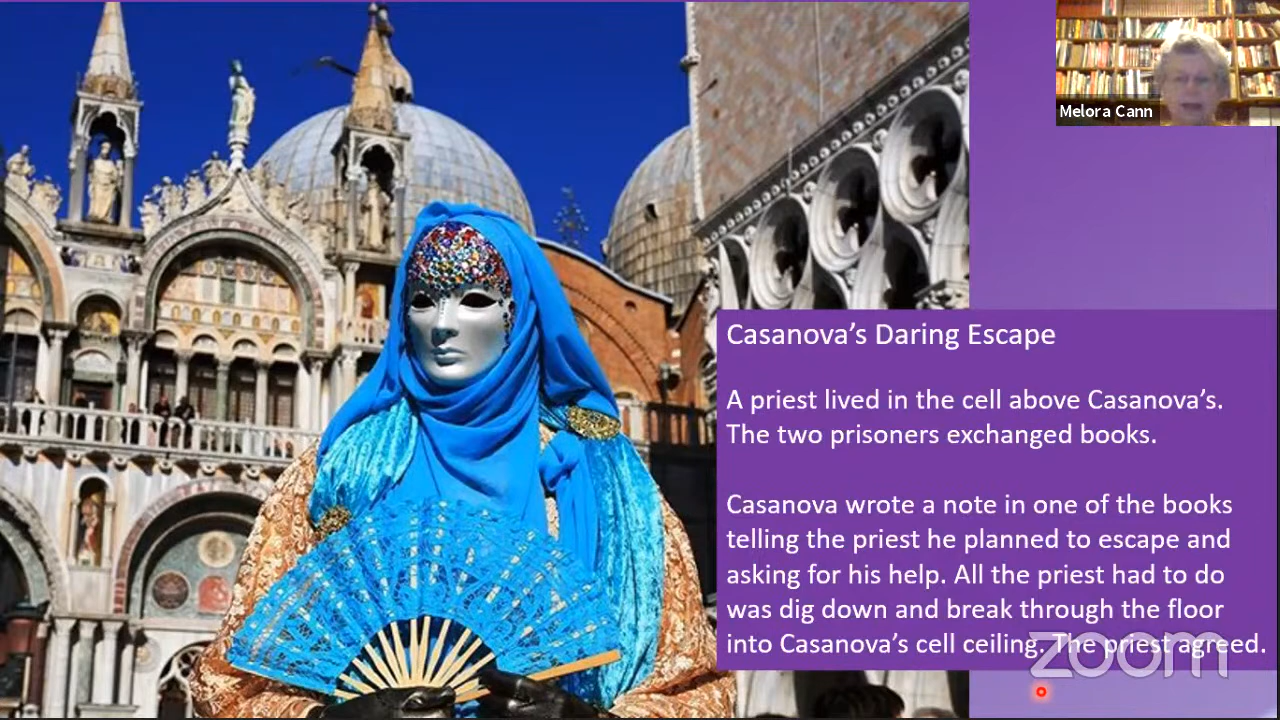 Melora Cann
Casanova’s Daring Escape
A priest lived in the cell above Casanova’s.
The two prisoners exchanged books.
Casanova wrote a note in one of the books
telling the priest he planned to escape and
asking for his help. All the priest had to do
was dig down and break through the floor
into Casanova’s cell ceiling. The priest agreed.
zoom